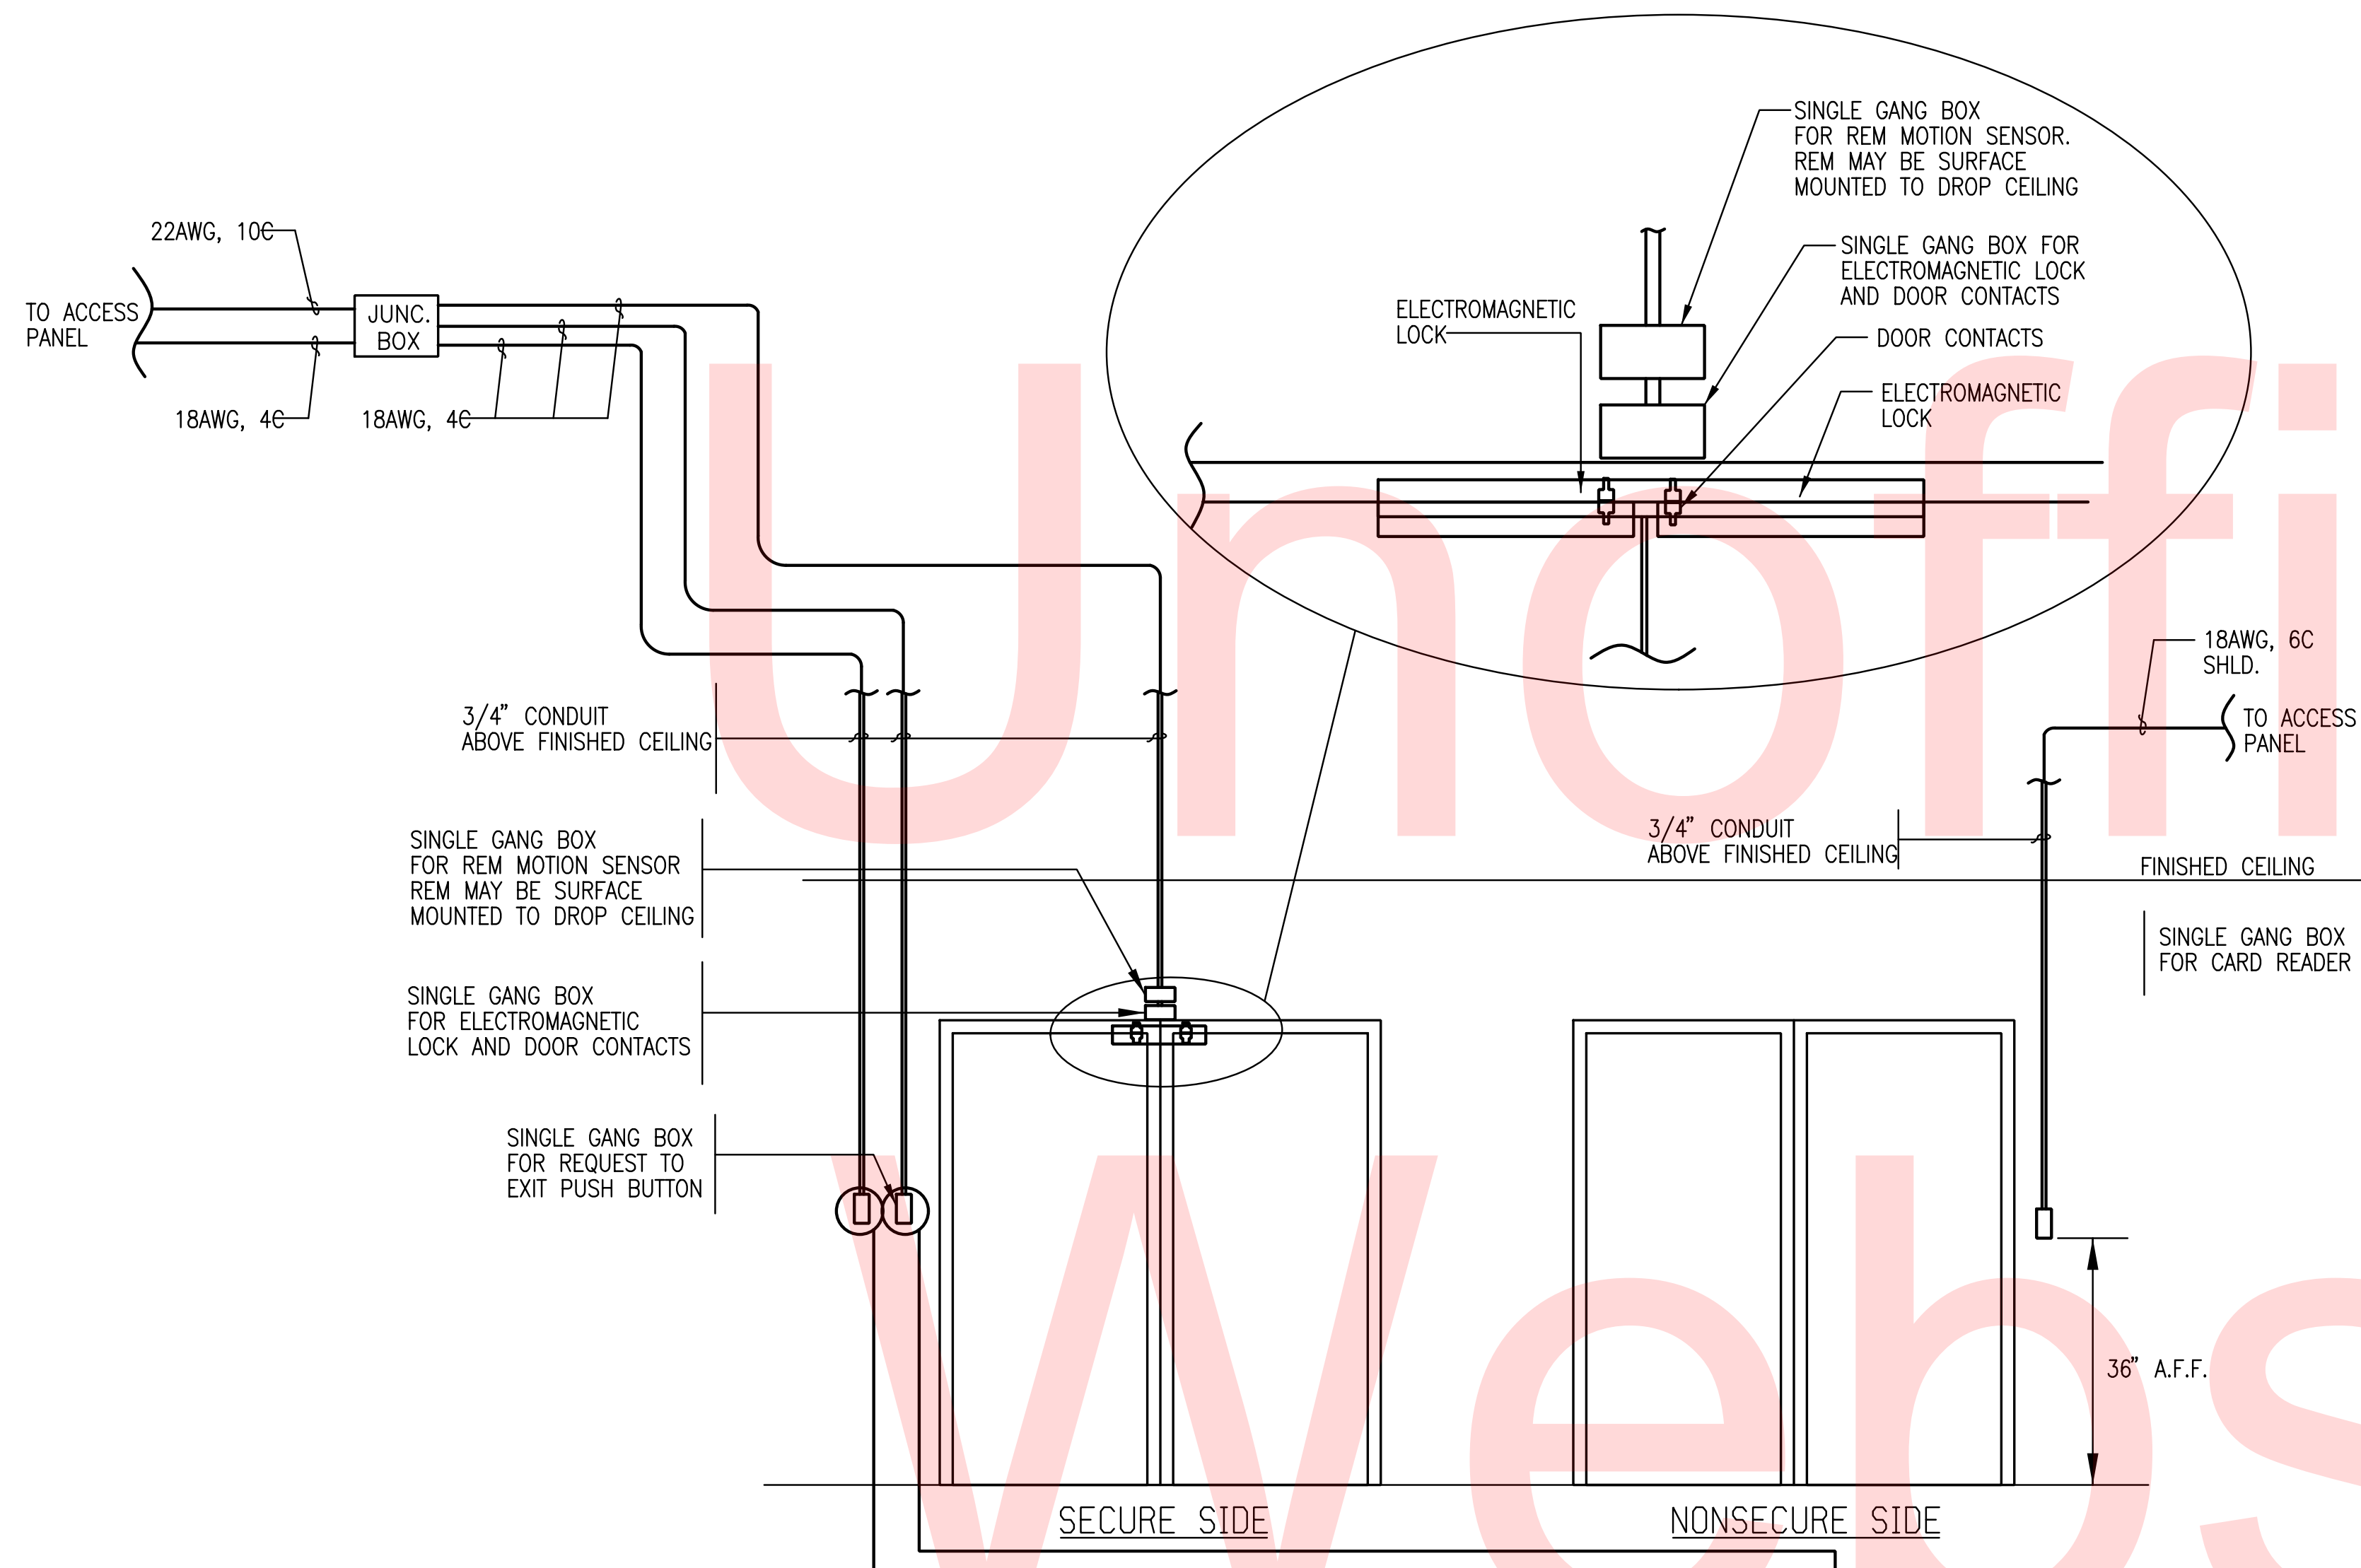 SINGLE GANG BOX
FOR REM MOTION SENSOR.
REM MAY BE SURFACE
MOUNTED TO DROP CEILING
22AWG, 10C
SINGLE GANG BOX FOR
ELECTROMAGNETIC LOCK
AND DOOR CONTACTS
TO ACCESS
PANEL
JUNC.
BOX
ELECTROMAGNETIC
LOCK
DOOR CONTACTS
ELECTROMAGNETIC
LOCK
18AWG, 4C
18AWG, 4C
18AWG, 6C
SHLD.
3/4" CONDUIT
ABOVE FINISHED CEILING
TO ACCESS
PANEL
SINGLE GANG BOX
FOR REM MOTION SENSOR
REM MAY BE SURFACE
MOUNTED TO DROP CEILING
3/4" CONDUIT
ABOVE FINISHED CEILING
FINISHED CEILING
SINGLE GANG BOX
FOR CARD READER
SINGLE GANG BOX
FOR ELECTROMAGNETIC
LOCK AND DOOR CONTACTS
SINGLE GANG BOX
FOR REQUEST TO
EXIT PUSH BUTTON
36" A.F.F.
SECURE SIDE
NONSECURE SIDE
Unoffi
Webs